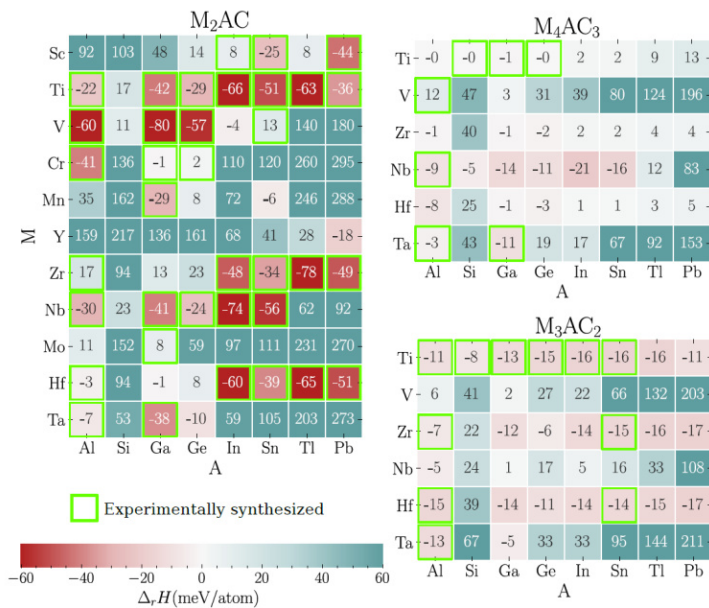 M₂AC
Sc 92 103 48 14 8 -25 8 -44
Ti -22 17 -42 -29 -66 -51 -63 -36
V -60 11 -80 -57 -4 13 140 180
Cr -41 136 -1 2 110 120 260 295
Mn 35 162 -29 8 72 -6 246 288
Y 159 217 136 161 68 41 28 -18
Zr 17 94 13 23 -48 -34 -78 -49
Nb -30 23 -41 -24 -74 -56 62 92
Mo 11 152 8 59 97 111 231 270
Hf -3 94 -1 8 -60 -39 -65 -51
Ta -7 53 -38 -10 59 105 203 273
M
Al Si Ga Ge In Sn Tl Pb
A
Experimentally synthesized
−60 −40 −20 0 20 40 60
ΔᵣH(meV/atom)
M₄AC₃
Ti -0 -0 -1 -0 2 2 9 13
V 12 47 3 31 39 80 124 196
Zr -1 40 -1 -2 2 2 4 4
Nb -9 -5 -14 -11 -21 -16 12 83
Hf -8 25 -1 -3 1 1 3 5
Ta -3 43 -11 19 17 67 92 153
Al Si Ga Ge In Sn Tl Pb
A
M₃AC₂
Ti -11 -8 -13 -15 -16 -16 -16 -11
V 6 41 2 27 22 66 132 203
Zr -7 22 -12 -6 -14 -15 -16 -17
Nb -5 24 1 17 5 16 33 108
Hf -15 39 -14 -11 -14 -14 -15 -17
Ta -13 67 -5 33 33 95 144 211
Al Si Ga Ge In Sn Tl Pb
A